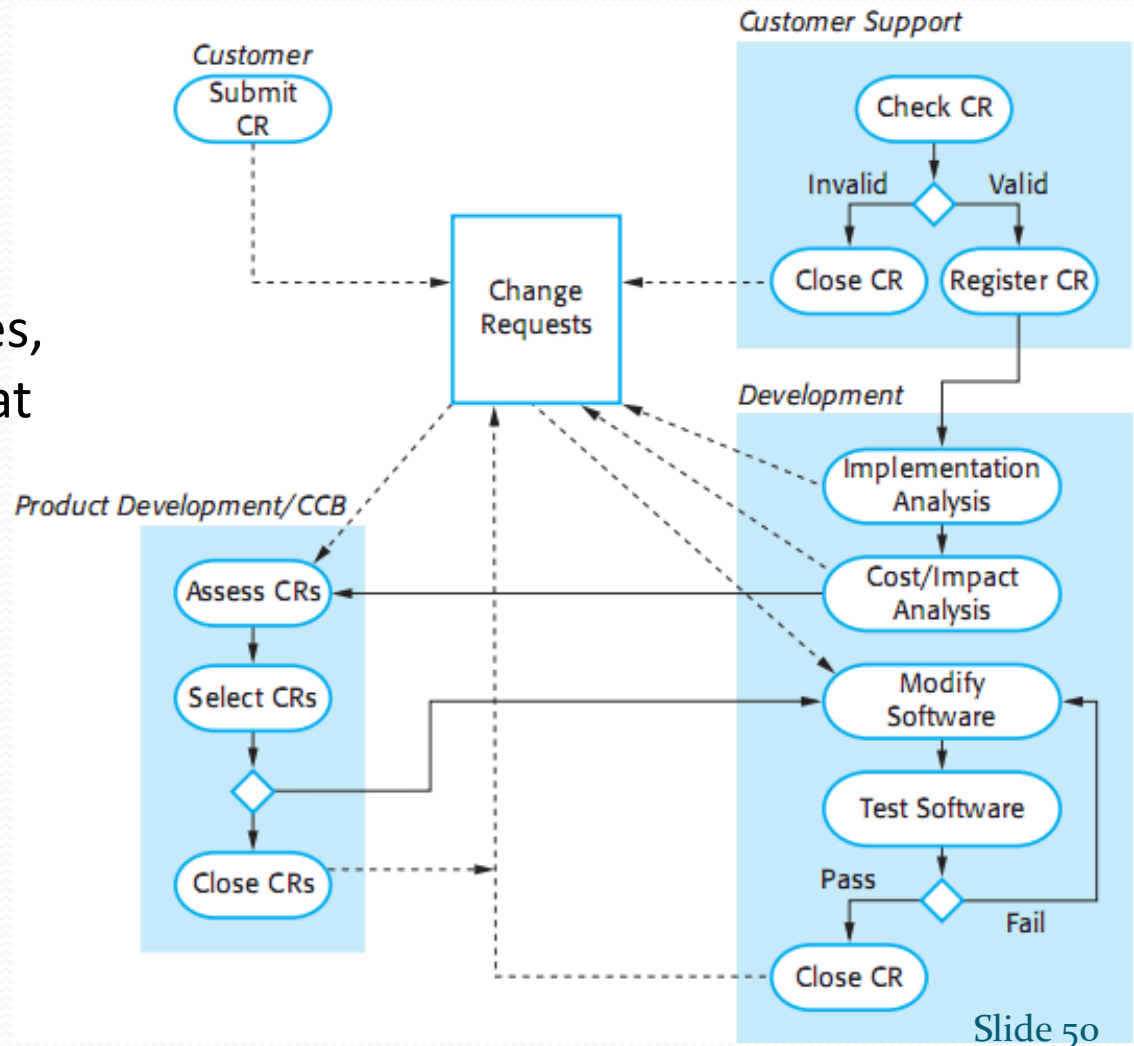 Customer Support
Customer
Submit
CR
Check CR
Invalid
Valid
Close CR
Register CR
Change
Requests
es,
at
Development
Implementation
Analysis
Product Development/CCB
Cost/Impact
Analysis
Assess CRs
Select CRs
Modify
Software
Test Software
Close CRs
Pass
Fail
Close CR
Slide 50